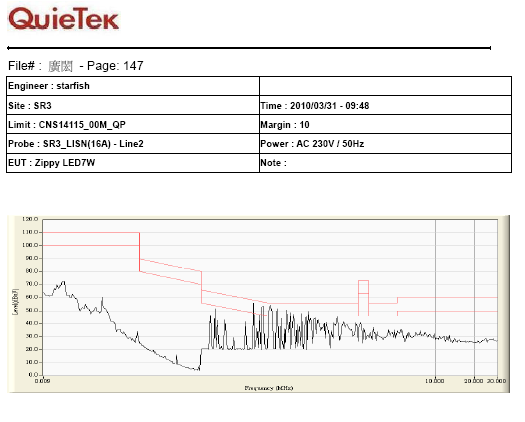 QuieTek
File# : 廣閎 - Page: 147
Engineer : starfish
Site : SR3
Time : 2010/03/31 - 09:48
Limit : CNS14115_00M_QP
Margin : 10
Probe : SR3_LISN(16A) - Line2
Power : AC 230V / 50Hz
EUT : Zippy LED7W
Note :
120.0
110.0
100.0
90.0
80.0
70.0
60.0
50.0
40.0
30.0
20.0
10.0
0.0
Level(dBuV)
0.009
10.000
20.000
30.000
Frequency (MHz)